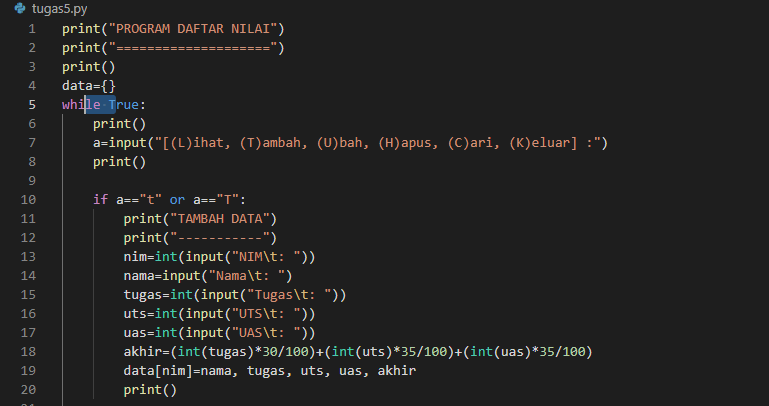 tugas5.py
1 print("PROGRAM DAFTAR NILAI")
2 print("====================")
3 print()
4 data={}
5 while True:
6     print()
7     a=input("[(L)ihat, (T)ambah, (U)bah, (H)apus, (C)ari, (K)eluar] :")
8     print()
9
10     if a=="t" or a=="T":
11         print("TAMBAH DATA")
12         print("-----------")
13         nim=int(input("NIM\t: "))
14         nama=input("Nama\t: ")
15         tugas=int(input("Tugas\t: "))
16         uts=int(input("UTS\t: "))
17         uas=int(input("UAS\t: "))
18         akhir=(int(tugas)*30/100)+(int(uts)*35/100)+(int(uas)*35/100)
19         data[nim]=nama, tugas, uts, uas, akhir
20         print()